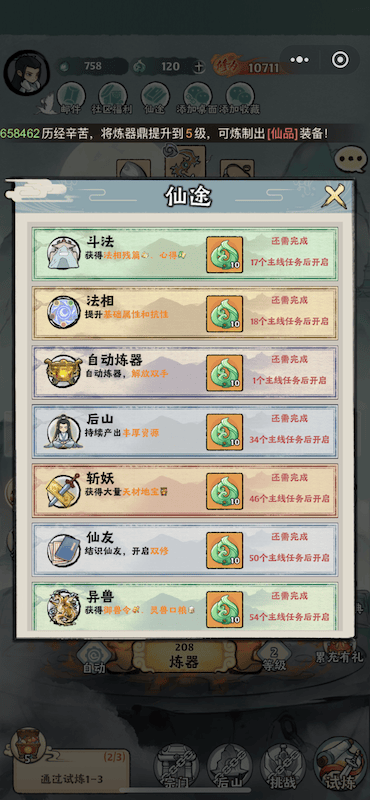 758
120
10711
邮件
社区福利
仙途
添加桌面
添加收藏
658462历经辛苦，将炼器鼎提升到5级，可炼制出[仙品]装备！
仙途
斗法
获得法相残篇、心得
10
还需完成
17个主线任务后开启
法相
提升基础属性和抗性
10
还需完成
18个主线任务后开启
自动炼器
自动炼器，解放双手
10
还需完成
1个主线任务后开启
后山
持续产出丰厚资源
10
还需完成
34个主线任务后开启
斩妖
获得大量天材地宝
10
还需完成
46个主线任务后开启
仙友
结识仙友，开启双修
10
还需完成
50个主线任务后开启
异兽
获得御兽令、灵兽口粮
10
还需完成
54个主线任务后开启
自动
208
炼器
2
等级
累充有礼
5
(2/3)
通过试炼1-3
宗门
后山
挑战
试炼